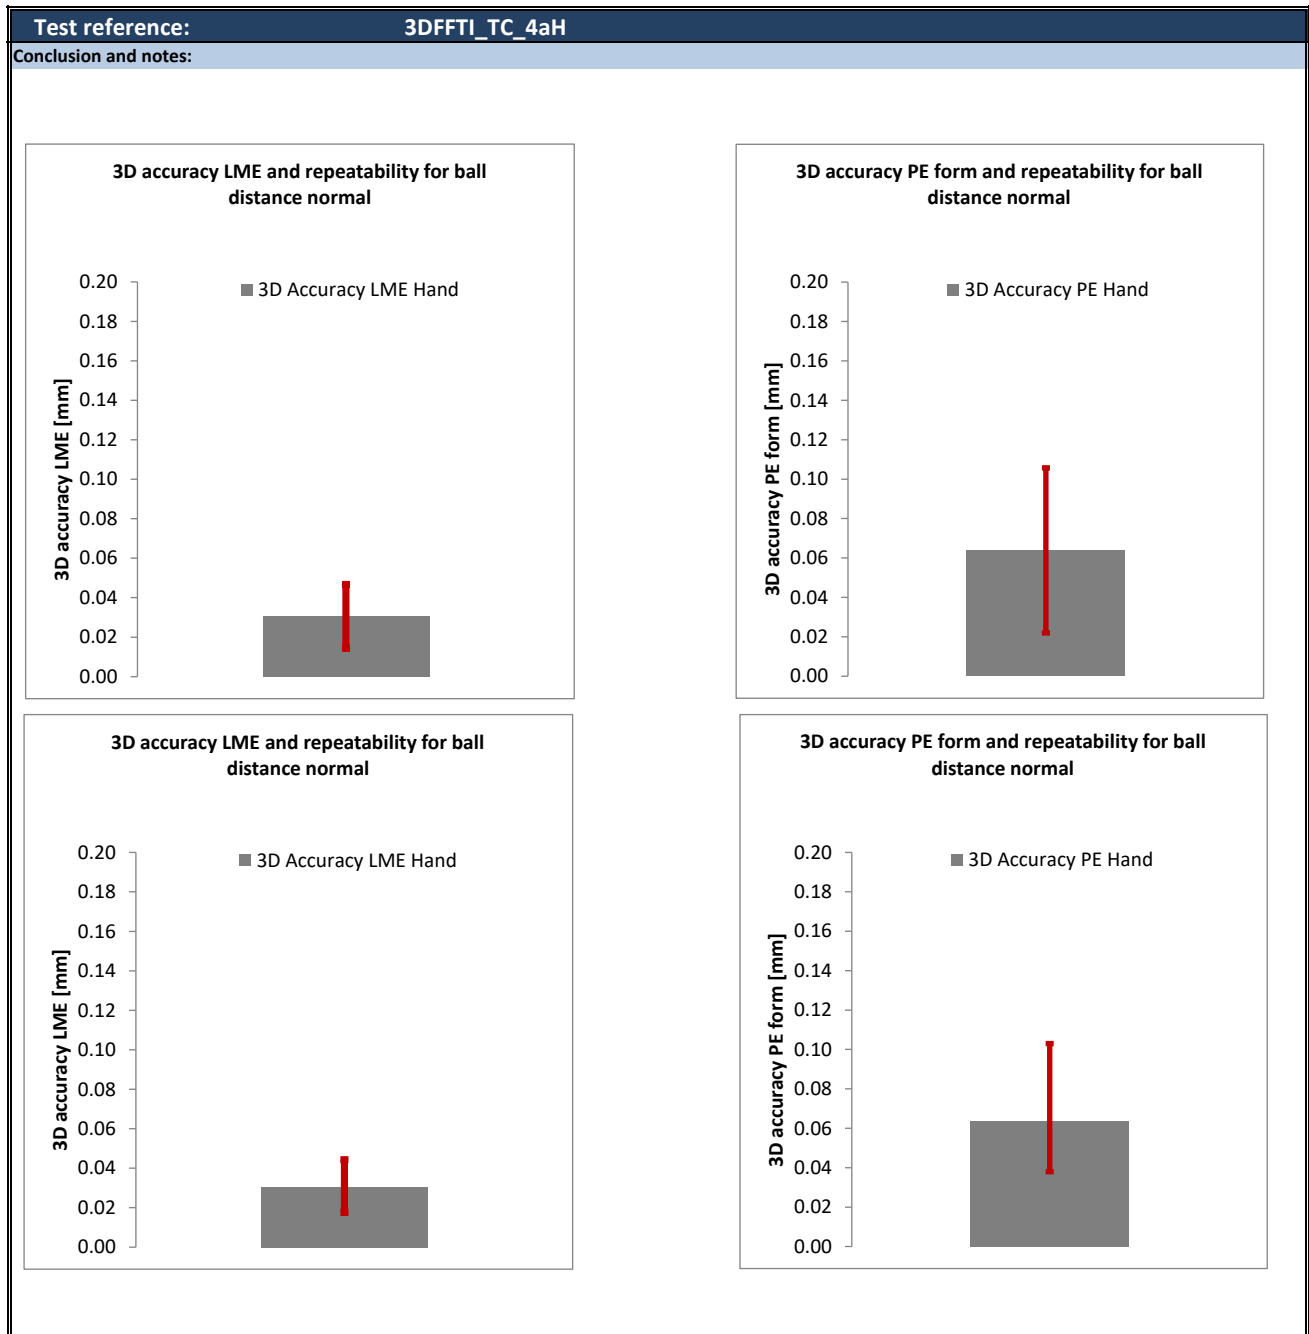 Test reference: 3DFFTI_TC_4aH
Conclusion and notes:
3D accuracy LME and repeatability for ball
distance normal
3D Accuracy LME Hand
3D accuracy LME [mm]
0.20
0.18
0.16
0.14
0.12
0.10
0.08
0.06
0.04
0.02
0.00
3D accuracy PE form and repeatability for ball
distance normal
3D Accuracy PE Hand
3D accuracy PE form [mm]
0.20
0.18
0.16
0.14
0.12
0.10
0.08
0.06
0.04
0.02
0.00
3D accuracy LME and repeatability for ball
distance normal
3D Accuracy LME Hand
3D accuracy LME [mm]
0.20
0.18
0.16
0.14
0.12
0.10
0.08
0.06
0.04
0.02
0.00
3D accuracy PE form and repeatability for ball
distance normal
3D Accuracy PE Hand
3D accuracy PE form [mm]
0.20
0.18
0.16
0.14
0.12
0.10
0.08
0.06
0.04
0.02
0.00